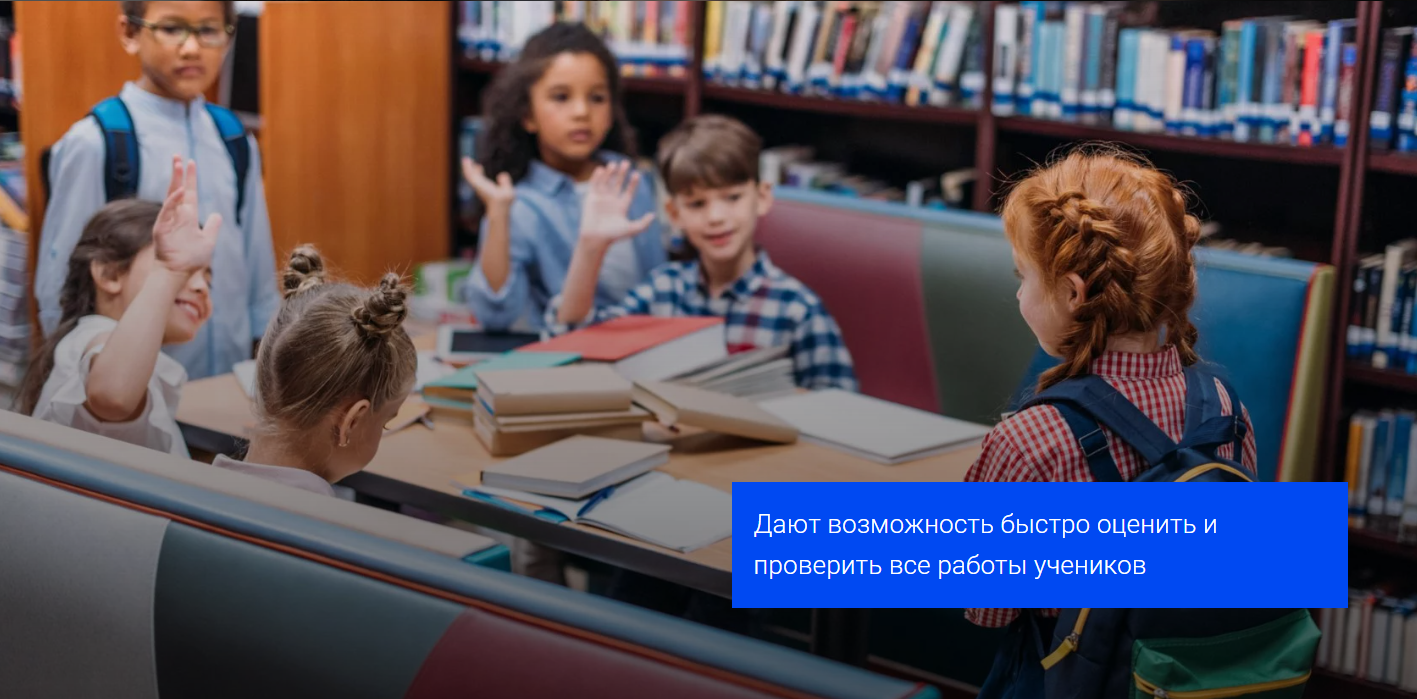 Дают возможность быстро оценить и
проверить все работы учеников